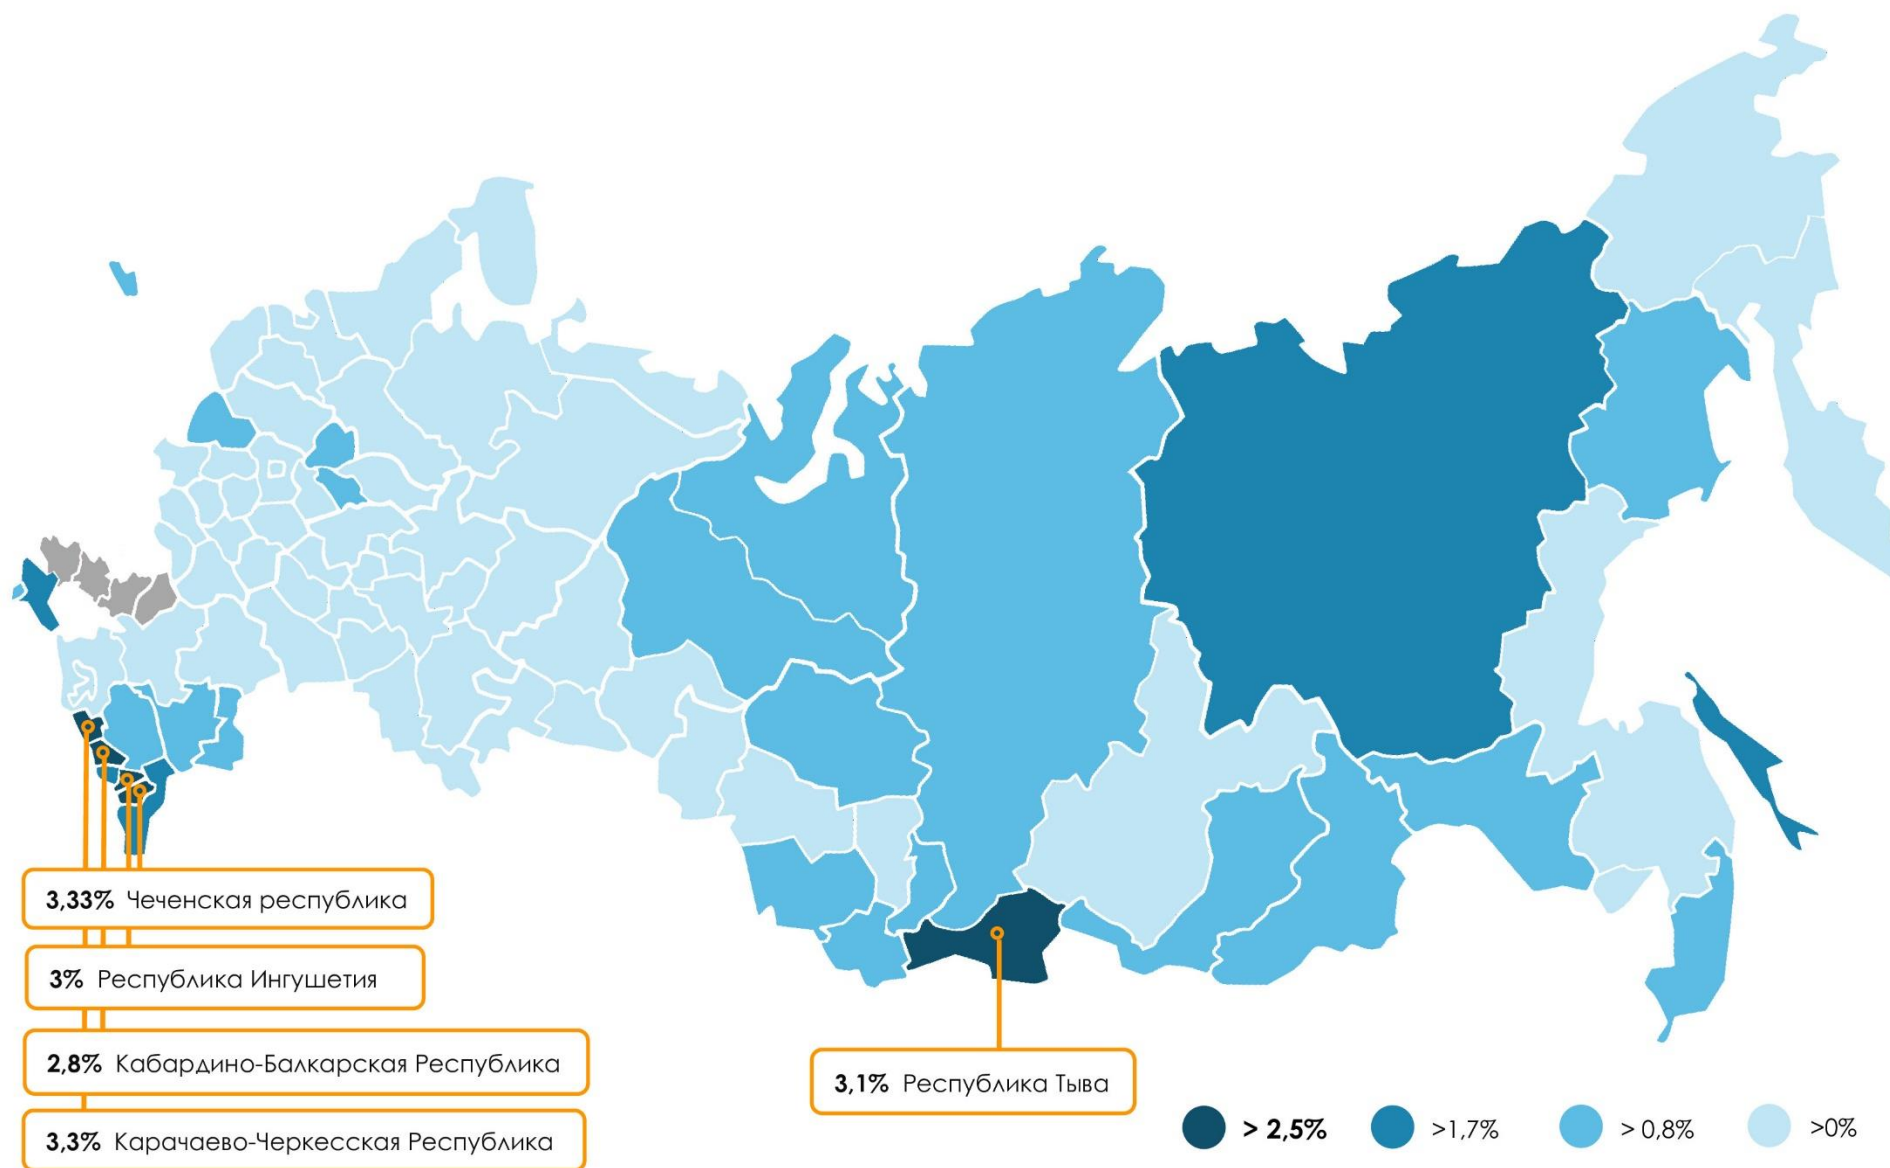 3,33% Чеченская республика
3% Республика Ингушетия
2,8% Кабардино-Балкарская Республика
3,3% Карачаево-Черкесская Республика
3,1% Республика Тыва
> 2,5% >1,7% > 0,8% >0%